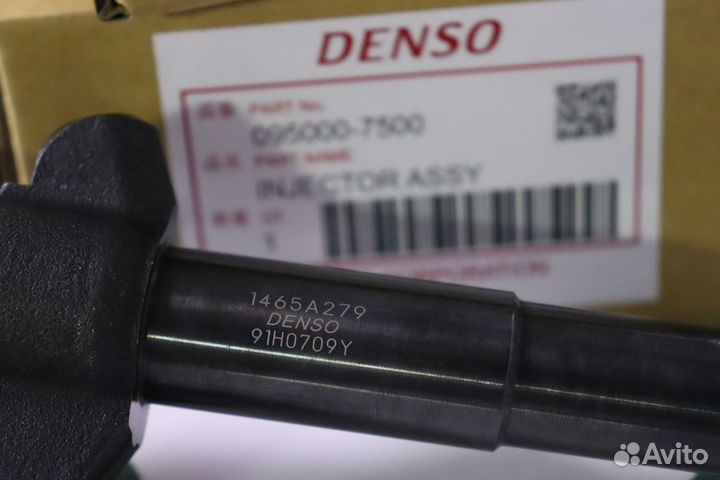 DENSO
PART No.
095000-7500
PART NAME
INJECTOR ASSY
1
1465A279
DENSO
91H0709Y
Avito